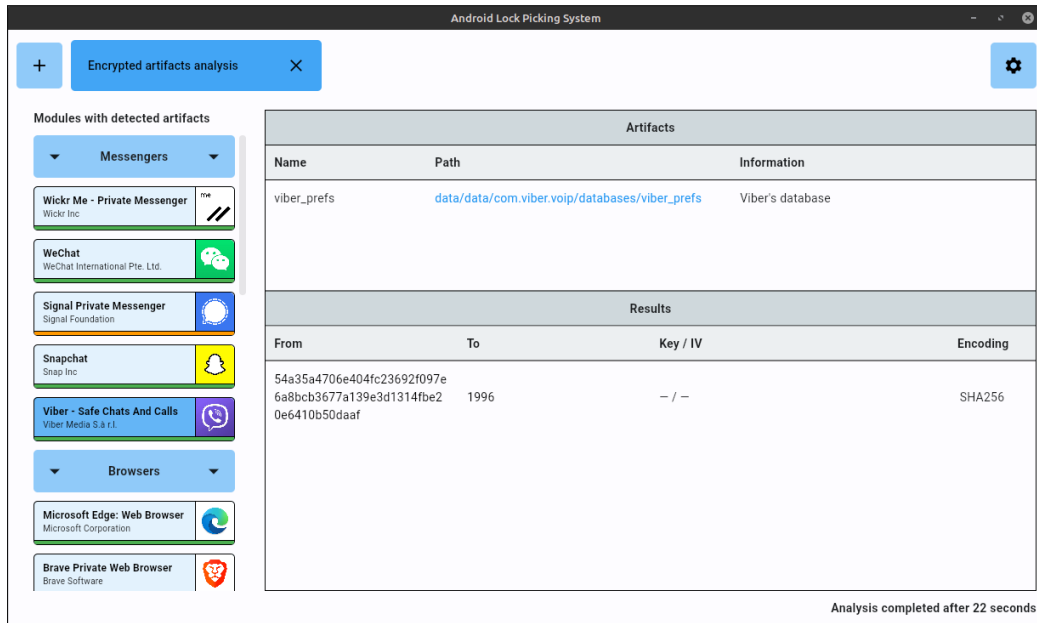 Android Lock Picking System
+ Encrypted artifacts analysis
Modules with detected artifacts
Messengers
Wickr Me - Private Messenger
Wickr Inc
WeChat
WeChat International Pte. Ltd.
Signal Private Messenger
Signal Foundation
Snapchat
Snap Inc
Viber - Safe Chats And Calls
Viber Media S.à r.l.
Browsers
Microsoft Edge: Web Browser
Microsoft Corporation
Brave Private Web Browser
Brave Software
Artifacts
Name Path Information
viber_prefs data/data/com.viber.voip/databases/viber_prefs Viber's database
Results
From To Key / IV Encoding
54a35a4706e404fc23692f097e
6a8bcb3677a139e3d1314fbe2 1996 — / — SHA256
0e6410b50daaf
Analysis completed after 22 seconds